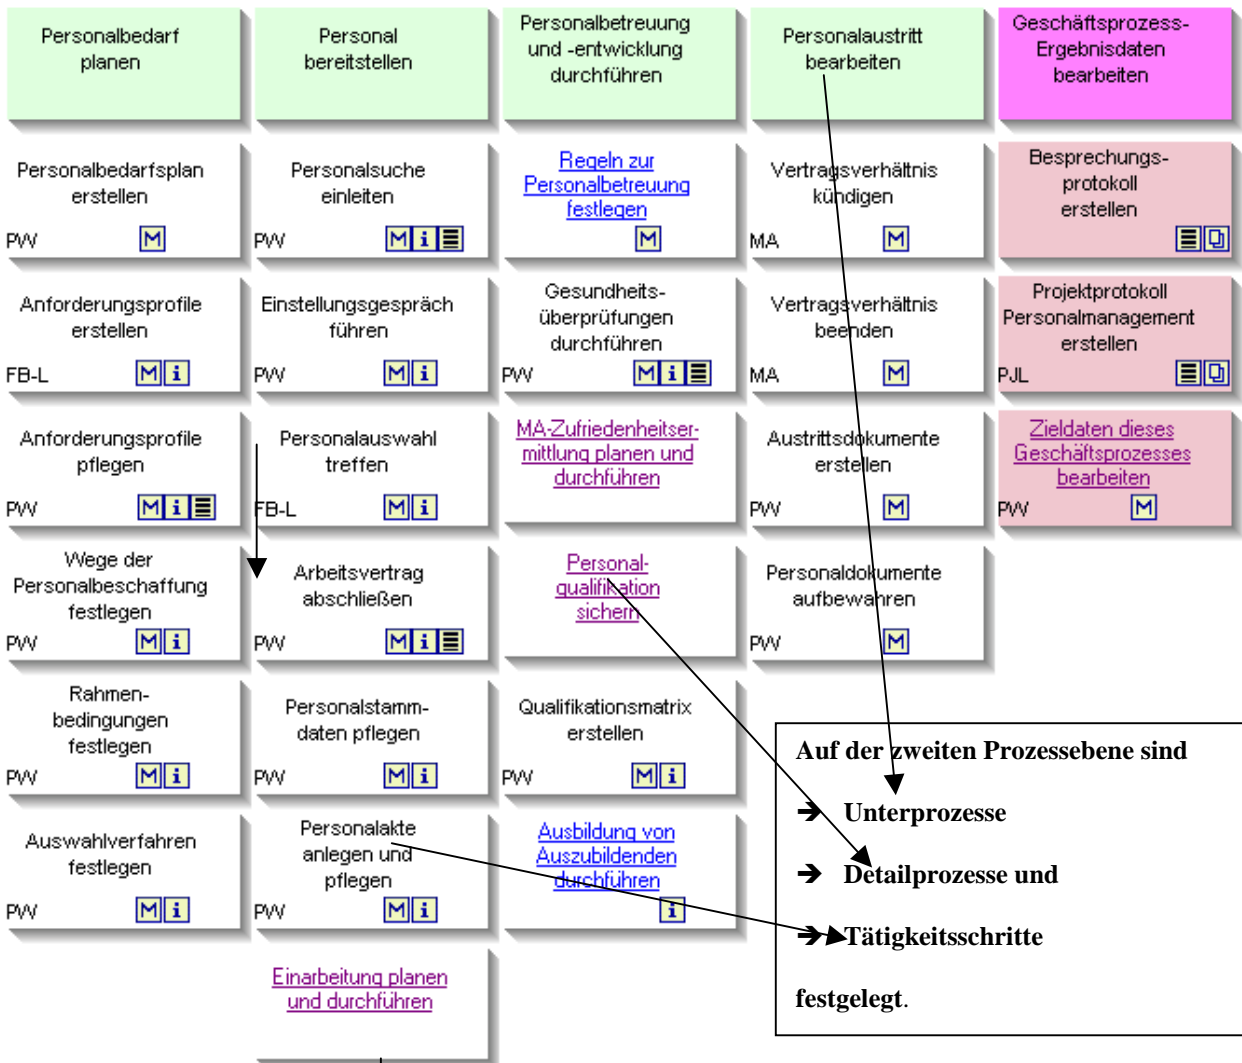 Personalbedarf
planen
Personal
bereitstellen
Personalbetreuung
und -entwicklung
durchführen
Personalaustritt
bearbeiten
Geschäftsprozess-
Ergebnisdaten
bearbeiten
Personalbedarfsplan
erstellen
PW M
Personalsuche
einleiten
PW M i
Regeln zur
Personalbetreuung
festlegen
M
Vertragsverhältnis
kündigen
MA M
Besprechungs-
protokoll
erstellen
Anforderungsprofile
erstellen
FB-L M i
Einstellungsgespräch
führen
PW M i
Gesundheits-
überprüfungen
durchführen
PW M i
Vertragsverhältnis
beenden
MA M
Projektprotokoll
Personalmanagement
erstellen
PJL
Anforderungsprofile
pflegen
PW M i
Personalauswahl
treffen
FB-L M i
MA-Zufriedenheitser-
mittlung planen und
durchführen
Austrittsdokumente
erstellen
PW M
Zieldaten dieses
Geschäftsprozesses
bearbeiten
PW M
Wege der
Personalbeschaffung
festlegen
PW M i
Arbeitsvertrag
abschließen
PW M i
Personal-
qualifikation
sichern
Personaldokumente
aufbewahren
PW M
Rahmen-
bedingungen
festlegen
PW M i
Personalstamm-
daten pflegen
PW M i
Qualifikationsmatrix
erstellen
PW M i
Auswahlverfahren
festlegen
PW M i
Personalakte
anlegen und
pflegen
PW M i
Ausbildung von
Auszubildenden
durchführen
i
Einarbeitung planen
und durchführen
Auf der zweiten Prozessebene sind
➔ Unterprozesse
➔ Detailprozesse und
➔ Tätigkeitsschritte
festgelegt.